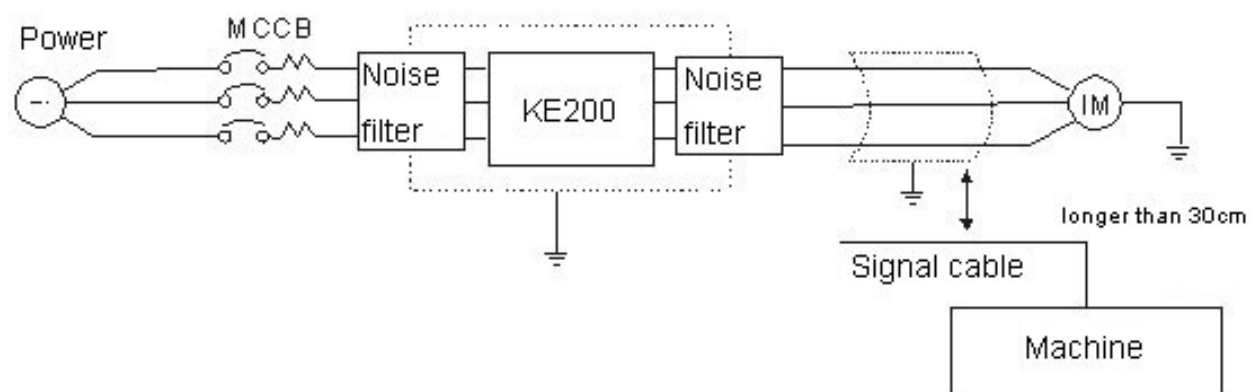 Power
MCCB
Noise
filter
KE200
Noise
filter
IM
longer than 30cm
Signal cable
Machine